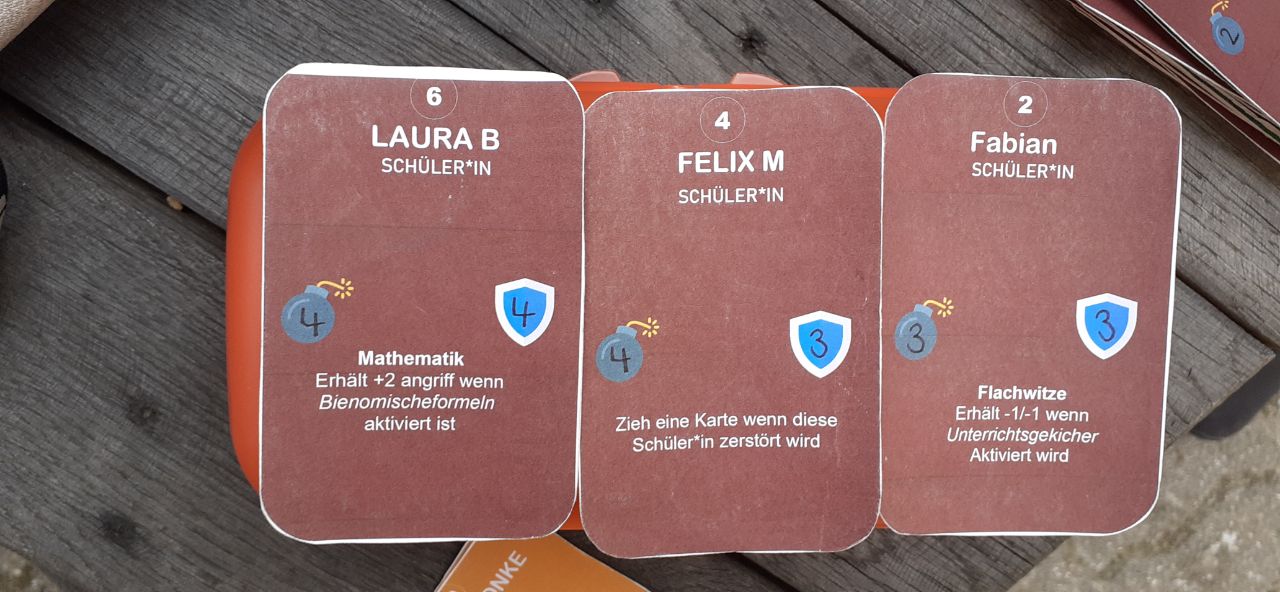 6
LAURA B
SCHÜLER*IN
4
4
Mathematik
Erhält +2 angriff wenn
Bienomischeformeln
aktiviert ist
4
FELIX M
SCHÜLER*IN
4
3
Zieh eine Karte wenn diese
Schüler*in zerstört wird
2
Fabian
SCHÜLER*IN
3
3
Flachwitze
Erhält -1/-1 wenn
Unterrichtsgekicher
Aktiviert wird
2